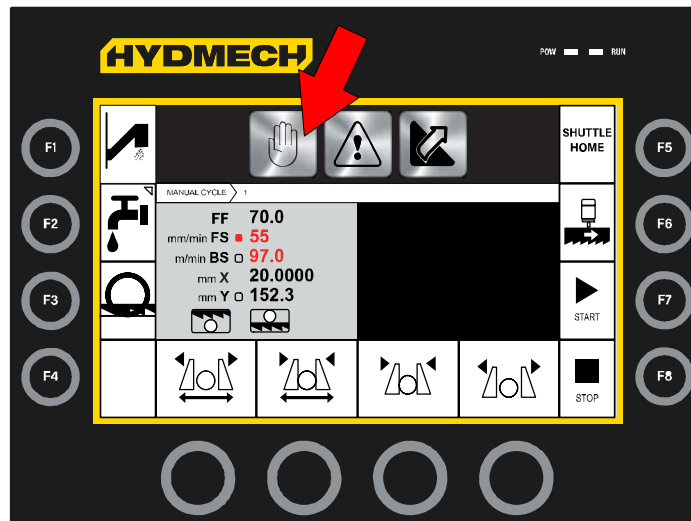 HYDMECH
POW RUN
F1
F2
F3
F4
SHUTTLE
HOME
MANUAL CYCLE 1
FF 70.0
mm/min FS 55
m/min BS 97.0
mm X 20.0000
mm Y 152.3
START
STOP
F5
F6
F7
F8